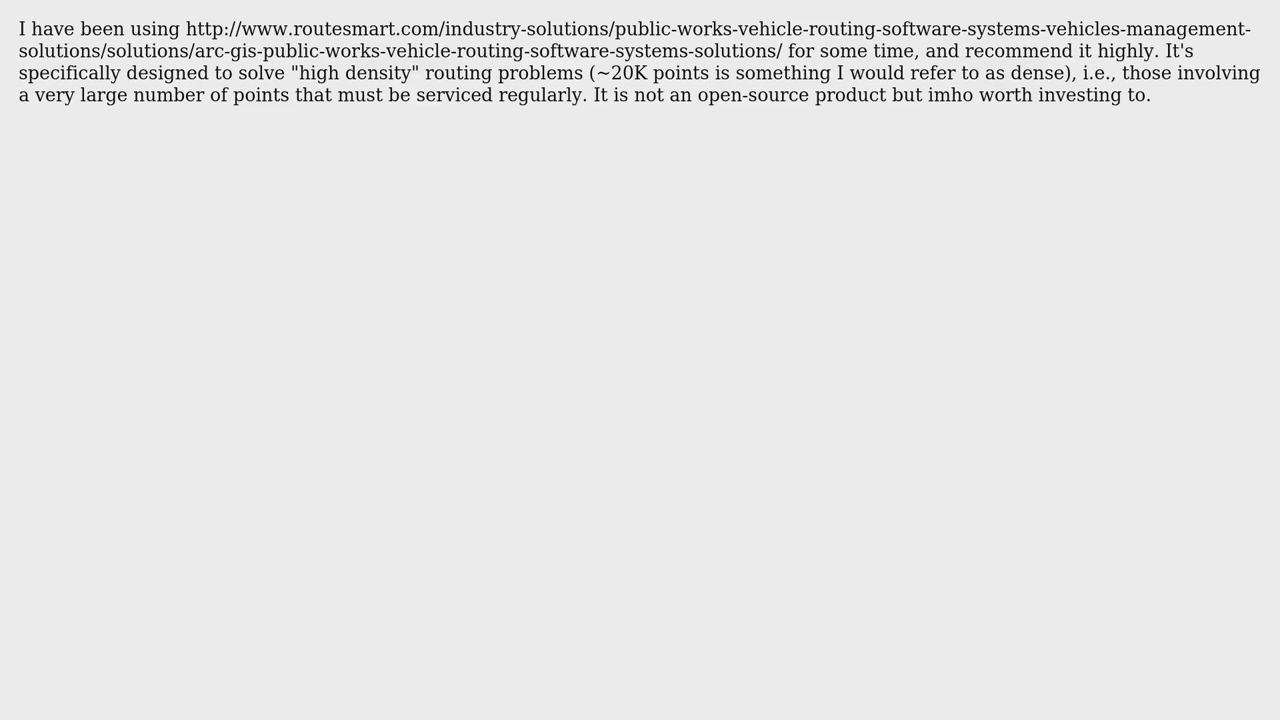 I have been using http://www.routesmart.com/industry-solutions/public-works-vehicle-routing-software-systems-vehicles-management-
solutions/solutions/arc-gis-public-works-vehicle-routing-software-systems-solutions/ for some time, and recommend it highly. It's
specifically designed to solve "high density" routing problems (~20K points is something I would refer to as dense), i.e., those involving
a very large number of points that must be serviced regularly. It is not an open-source product but imho worth investing to.